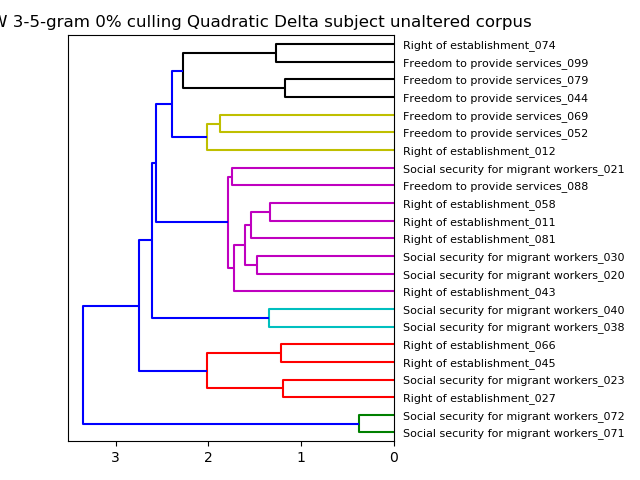 3-5-gram 0% culling Quadratic Delta subject unaltered corpus
Right of establishment_074
Freedom to provide services_099
Freedom to provide services_079
Freedom to provide services_044
Freedom to provide services_069
Freedom to provide services_052
Right of establishment_012
Social security for migrant workers_021
Freedom to provide services_088
Right of establishment_058
Right of establishment_011
Right of establishment_081
Social security for migrant workers_030
Social security for migrant workers_020
Right of establishment_043
Social security for migrant workers_040
Social security for migrant workers_038
Right of establishment_066
Right of establishment_045
Social security for migrant workers_023
Right of establishment_027
Social security for migrant workers_072
Social security for migrant workers_071
3 2 1 0